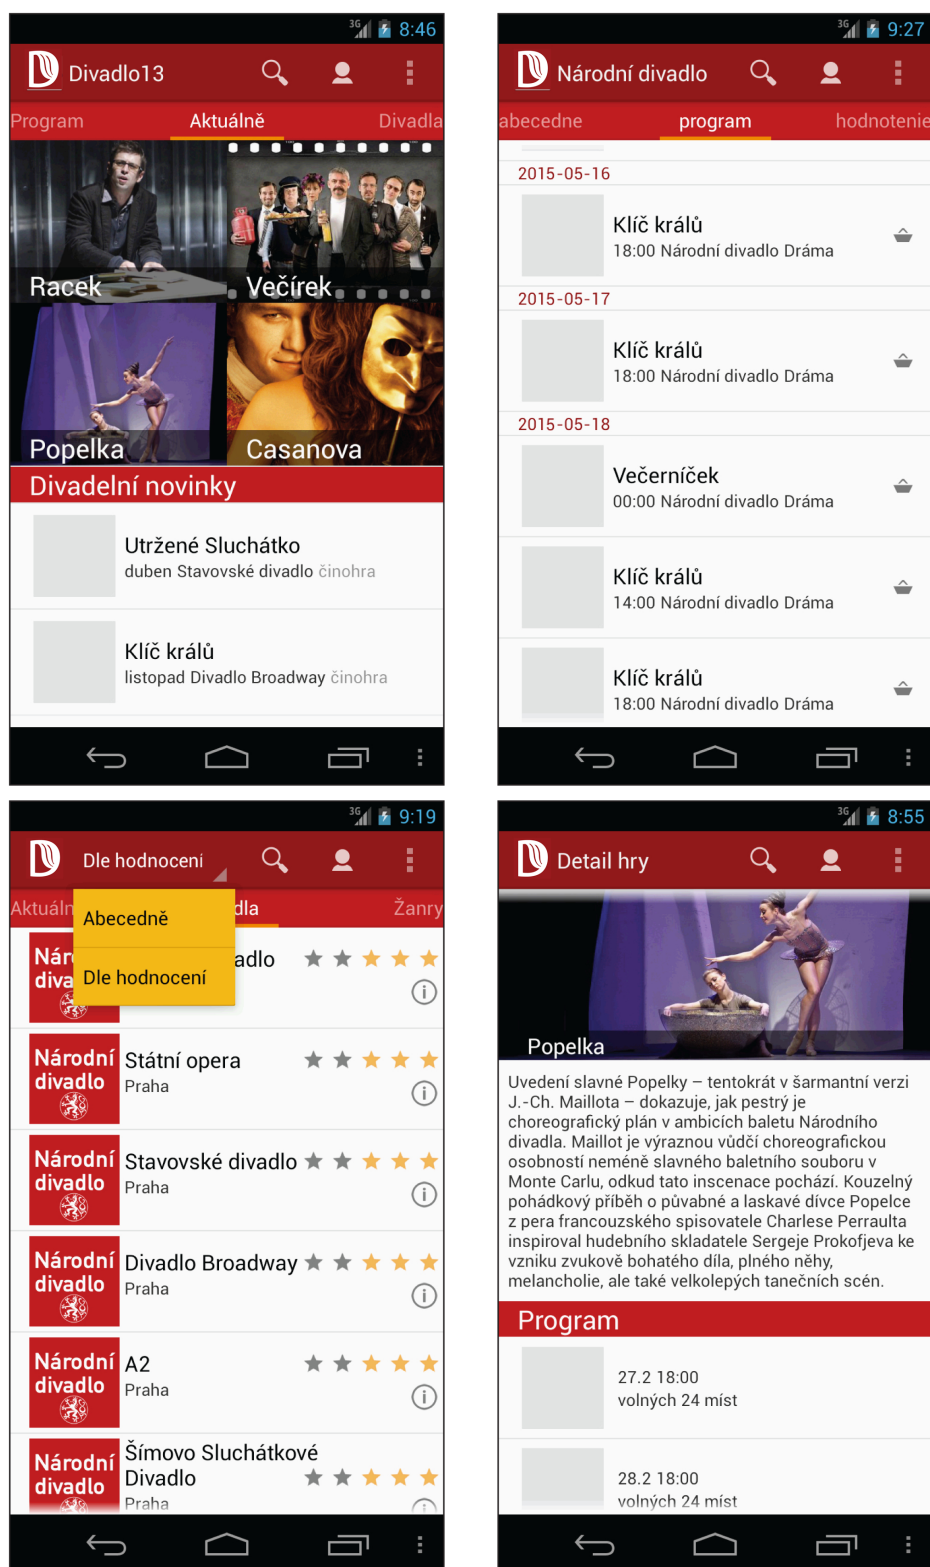 3G 8:46
Divadlo13
Program Aktuálně Divadla
Racek Večírek
Popelka Casanova
Divadelní novinky
Utržené Sluchátko
duben Stavovské divadlo činohra
Klíč králů
listopad Divadlo Broadway činohra
3G 9:27
Národní divadlo
abecedne program hodnotenie
2015-05-16
Klíč králů
18:00 Národní divadlo Dráma
2015-05-17
Klíč králů
18:00 Národní divadlo Dráma
2015-05-18
Večerníček
00:00 Národní divadlo Dráma
Klíč králů
14:00 Národní divadlo Dráma
Klíč králů
18:00 Národní divadlo Dráma
3G 9:19
Dle hodnocení
Aktuáln dla Žanry
Abecedně
Dle hodnocení
Nár adlo
diva
Národní
divadlo
Státní opera
Praha
Národní
divadlo
Stavovské divadlo
Praha
Národní
divadlo
Divadlo Broadway
Praha
Národní
divadlo
A2
Praha
Národní
divadlo
Šímovo Sluchátkové
Divadlo
Praha
3G 8:55
Detail hry
Popelka
Uvedení slavné Popelky – tentokrát v šarmantní verzi
J.-Ch. Maillota – dokazuje, jak pestrý je
choreografický plán v ambicích baletu Národního
divadla. Maillot je výraznou vůdčí choreografickou
osobností neméně slavného baletního souboru v
Monte Carlu, odkud tato inscenace pochází. Kouzelný
pohádkový příběh o půvabné a laskavé dívce Popelce
z pera francouzského spisovatele Charlese Perraulta
inspiroval hudebního skladatele Sergeje Prokofjeva ke
vzniku zvukově bohatého díla, plného něhy,
melancholie, ale také velkolepých tanečních scén.
Program
27.2 18:00
volných 24 míst
28.2 18:00
volných 24 míst